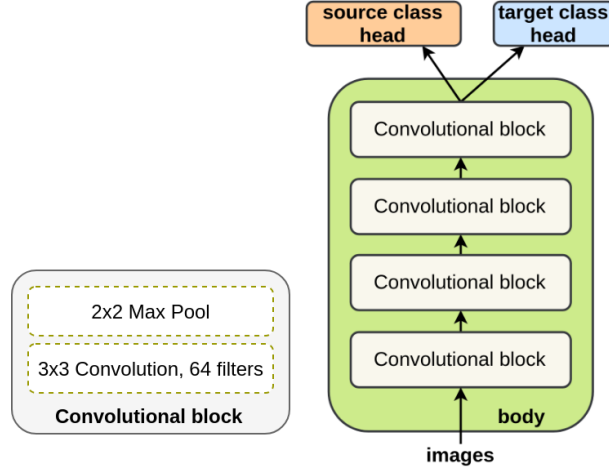 source class
head
target class
head
Convolutional block
Convolutional block
Convolutional block
Convolutional block
body
images
2x2 Max Pool
3x3 Convolution, 64 filters
Convolutional block